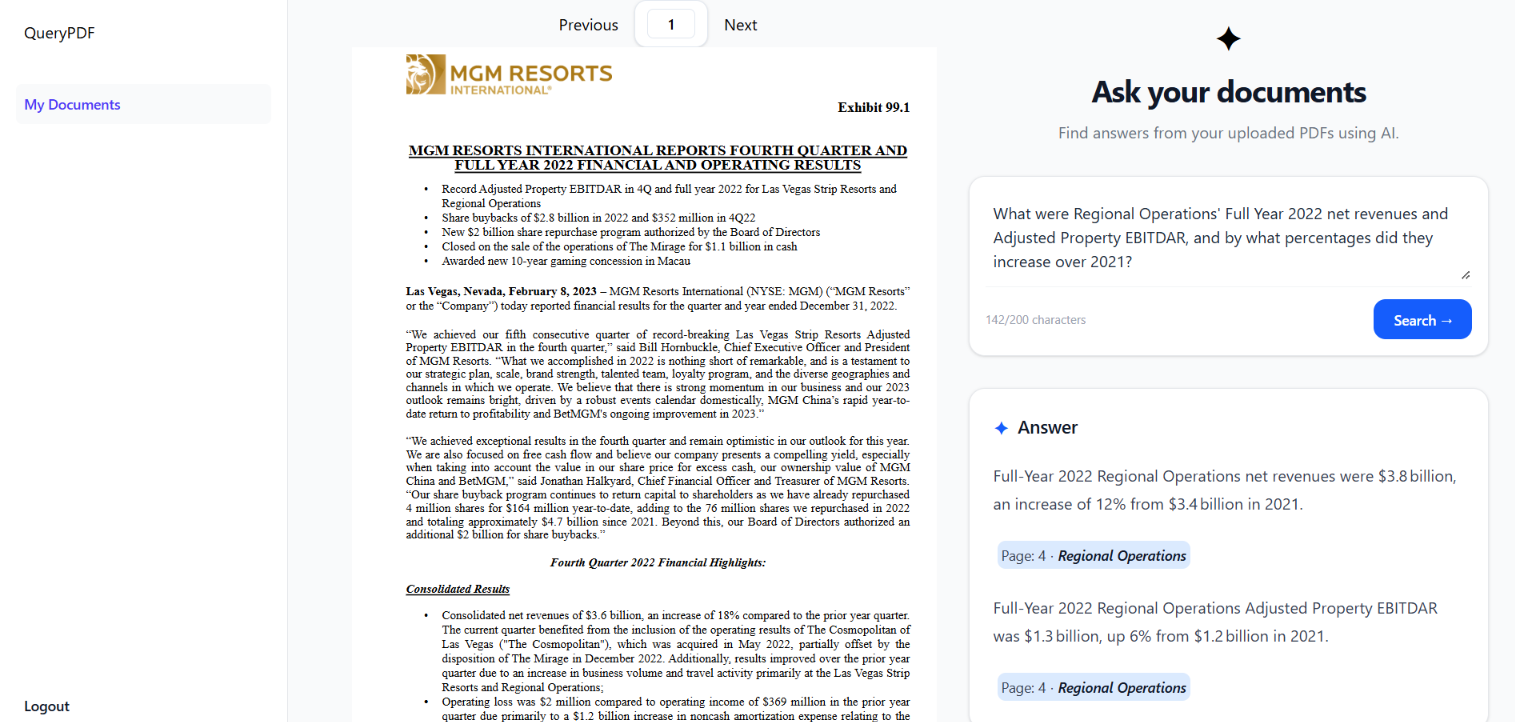 QueryPDF
My Documents
Logout
Previous
1
Next
MGM RESORTS
INTERNATIONAL®
Exhibit 99.1
MGM RESORTS INTERNATIONAL REPORTS FOURTH QUARTER AND
FULL YEAR 2022 FINANCIAL AND OPERATING RESULTS
• Record Adjusted Property EBITDAR in 4Q and full year 2022 for Las Vegas Strip Resorts and
Regional Operations
• Share buybacks of $2.8 billion in 2022 and $352 million in 4Q22
• New $2 billion share repurchase program authorized by the Board of Directors
• Closed on the sale of the operations of The Mirage for $1.1 billion in cash
• Awarded new 10-year gaming concession in Macau
Las Vegas, Nevada, February 8, 2023 – MGM Resorts International (NYSE: MGM) (“MGM Resorts”
or the “Company”) today reported financial results for the quarter and year ended December 31, 2022.
“We achieved our fifth consecutive quarter of record-breaking Las Vegas Strip Resorts Adjusted
Property EBITDAR in the fourth quarter,” said Bill Hornbuckle, Chief Executive Officer and President
of MGM Resorts. “What we accomplished in 2022 is nothing short of remarkable, and is a testament to
our strategic plan, scale, brand strength, talented team, loyalty program, and the diverse geographies and
channels in which we operate. We believe that there is strong momentum in our business and our 2023
outlook remains bright, driven by a robust events calendar domestically, MGM China’s rapid year-to-
date return to profitability and BetMGM's ongoing improvement in 2023.”
“We achieved exceptional results in the fourth quarter and remain optimistic in our outlook for this year.
We are also focused on free cash flow and believe our company presents a compelling yield, especially
when taking into account the value in our share price for excess cash, our ownership value of MGM
China and BetMGM,” said Jonathan Halkyard, Chief Financial Officer and Treasurer of MGM Resorts.
“Our share buyback program continues to return capital to shareholders as we have already repurchased
4 million shares for $164 million year-to-date, adding to the 76 million shares we repurchased in 2022
and totaling approximately $4.7 billion since 2021. Beyond this, our Board of Directors authorized an
additional $2 billion for share buybacks.”
Fourth Quarter 2022 Financial Highlights:
Consolidated Results
• Consolidated net revenues of $3.6 billion, an increase of 18% compared to the prior year quarter.
The current quarter benefited from the inclusion of the operating results of The Cosmopolitan of
Las Vegas ("The Cosmopolitan"), which was acquired in May 2022, partially offset by the
disposition of The Mirage in December 2022. Additionally, results improved over the prior year
quarter due to an increase in business volume and travel activity primarily at the Las Vegas Strip
Resorts and Regional Operations;
• Operating loss was $2 million compared to operating income of $369 million in the prior year
quarter due primarily to a $1.2 billion increase in noncash amortization expense relating to the
Ask your documents
Find answers from your uploaded PDFs using AI.
What were Regional Operations' Full Year 2022 net revenues and
Adjusted Property EBITDAR, and by what percentages did they
increase over 2021?
142/200 characters
Search →
Answer
Full-Year 2022 Regional Operations net revenues were $3.8 billion,
an increase of 12% from $3.4 billion in 2021.
Page: 4 · Regional Operations
Full-Year 2022 Regional Operations Adjusted Property EBITDAR
was $1.3 billion, up 6% from $1.2 billion in 2021.
Page: 4 · Regional Operations